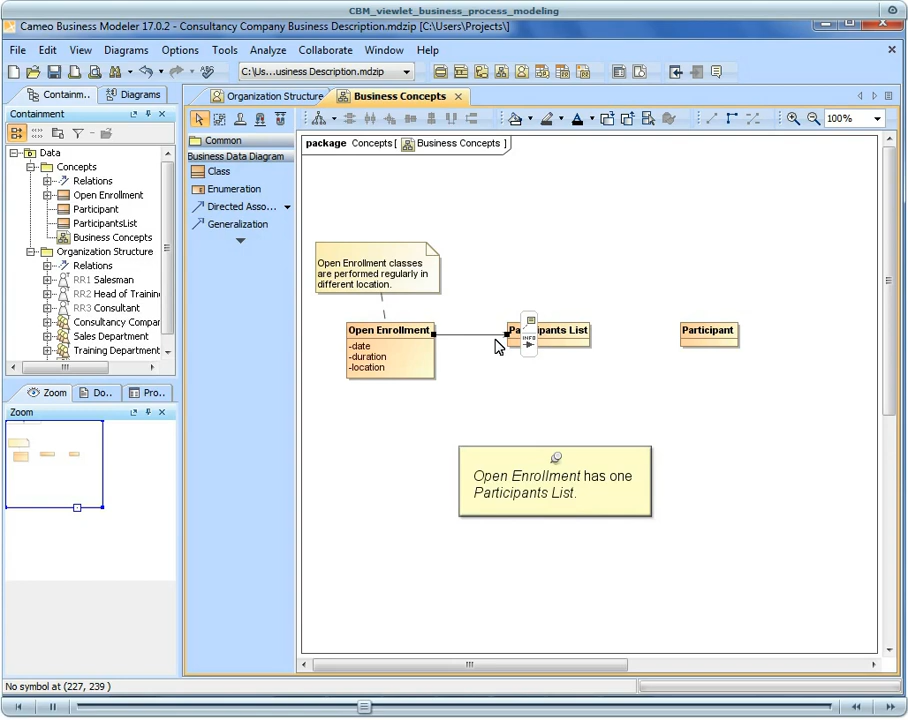 CBM_viewlet_business_process_modeling
Cameo Business Modeler 17.0.2 - Consultancy Company Business Description.mdzip [C:\Users\Projects\]
File Edit View Diagrams Options Tools Analyze Collaborate Window Help
C:\Us...usiness Description.mdzip
Containm...
Diagrams
Organization Structure
Business Concepts
Containment
100%
Common
Business Data Diagram
Class
Enumeration
Directed Asso...
Generalization
Data
Concepts
Relations
Open Enrollment
Participant
ParticipantsList
Business Concepts
Organization Structure
Relations
RR1 Salesman
RR2 Head of Trainin
RR3 Consultant
Consultancy Compar
Sales Department
Training Department
package Concepts [ Business Concepts ]
Open Enrollment classes
are performed regularly in
different location.
Open Enrollment
-date
-duration
-location
Participants List
INFO
Participant
Open Enrollment has one
Participants List.
Zoom
Do...
Pro...
Zoom
No symbol at (227, 239 )